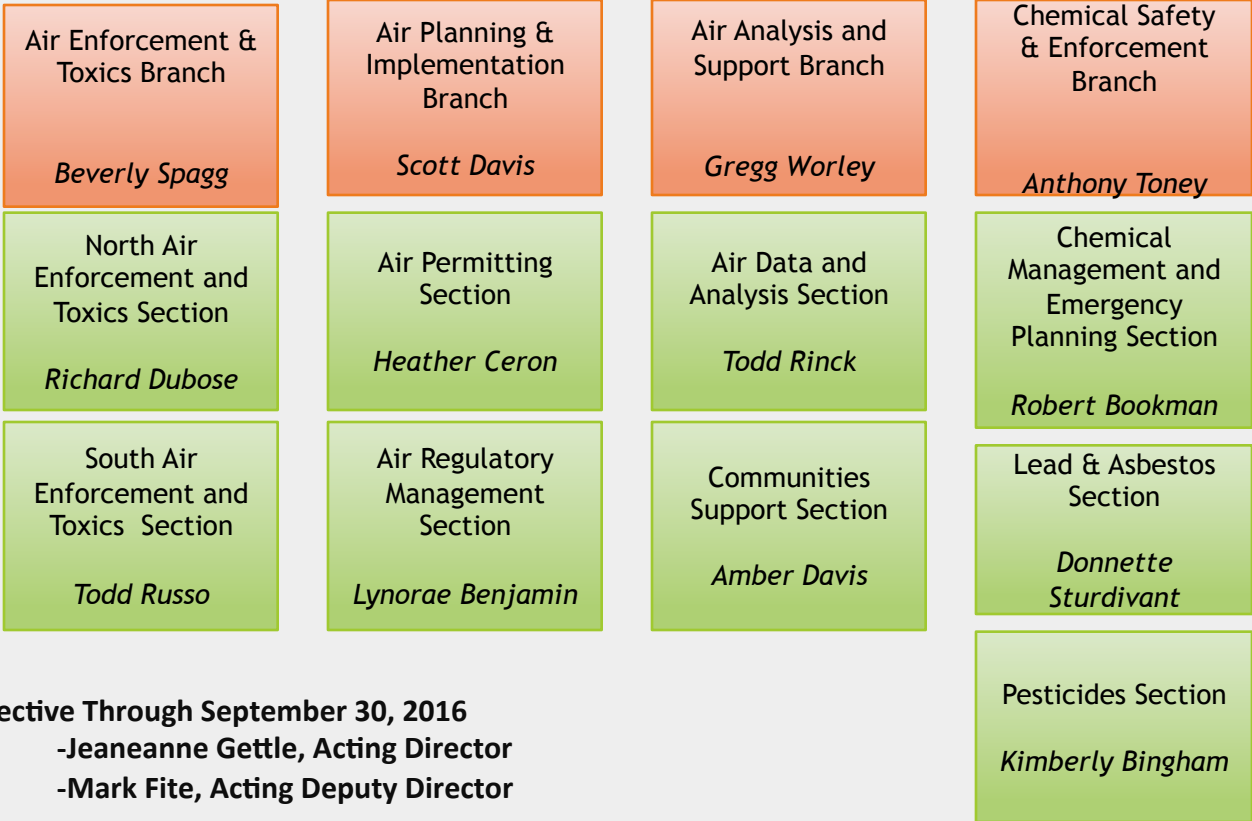 Air Enforcement &
Toxics Branch
Beverly Spagg
Air Planning &
Implementation
Branch
Scott Davis
Air Analysis and
Support Branch
Gregg Worley
Chemical Safety
& Enforcement
Branch
Anthony Toney
North Air
Enforcement and
Toxics Section
Richard Dubose
Air Permitting
Section
Heather Ceron
Air Data and
Analysis Section
Todd Rinck
Chemical
Management and
Emergency
Planning Section
Robert Bookman
South Air
Enforcement and
Toxics Section
Todd Russo
Air Regulatory
Management
Section
Lynorae Benjamin
Communities
Support Section
Amber Davis
Lead & Asbestos
Section
Donnette
Sturdivant
Pesticides Section
Kimberly Bingham
ective Through September 30, 2016
-Jeaneanne Gettle, Acting Director
-Mark Fite, Acting Deputy Director